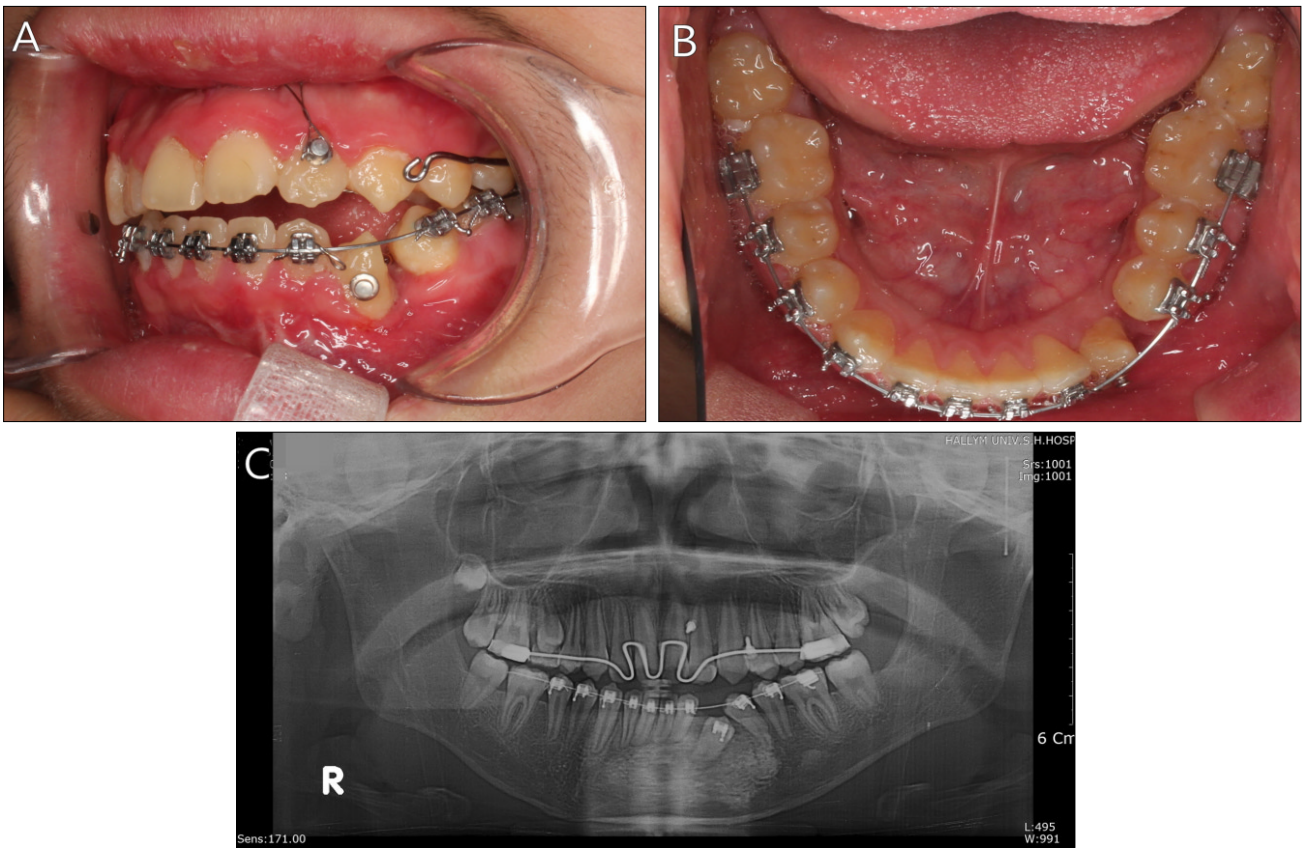 A
B
C
HALLYM UNIV.S H.HOSP
Srs:1001
Img:1001
6 Cm
R
Sens:171.00
L:495
W:991